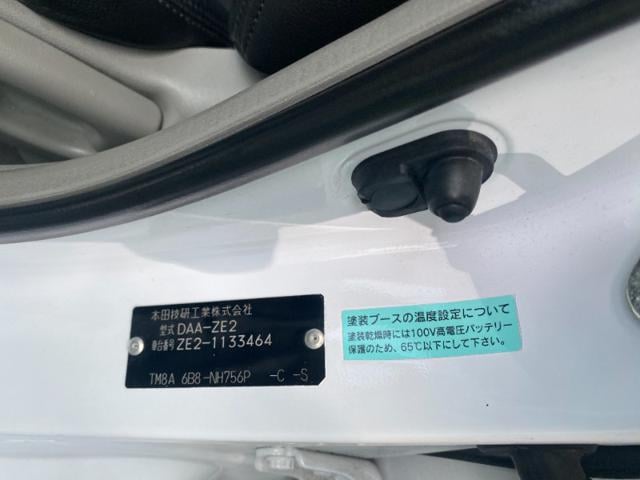 本田技研工業株式会社
型式 DAA-ZE2
車台番号 ZE2-1133464
TM8A 6B8-NH756P -C -S
塗装ブースの温度設定について
塗装乾燥時には100V高電圧バッテリー
保護のため、65℃以下にして下さい。